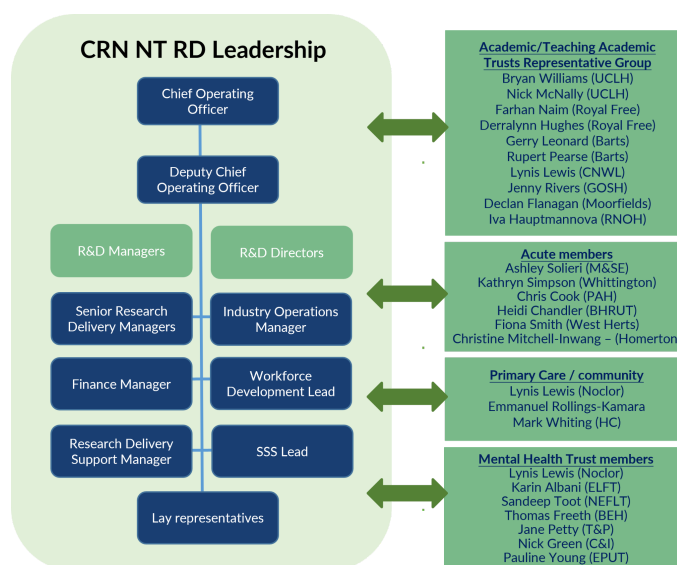 CRN NT RD Leadership
Chief Operating
Officer
Deputy Chief
Operating Officer
R&D Managers
R&D Directors
Senior Research
Delivery Managers
Industry Operations
Manager
Finance Manager
Workforce
Development Lead
Research Delivery
Support Manager
SSS Lead
Lay representatives
Academic/Teaching Academic
Trusts Representative Group
Bryan Williams (UCLH)
Nick McNally (UCLH)
Farhan Naim (Royal Free)
Derralynn Hughes (Royal Free)
Gerry Leonard (Barts)
Rupert Pearse (Barts)
Lynis Lewis (CNWL)
Jenny Rivers (GOSH)
Declan Flanagan (Moorfields)
Iva Hauptmannova (RNOH)
Acute members
Ashley Solieri (M&SE)
Kathryn Simpson (Whittington)
Chris Cook (PAH)
Heidi Chandler (BHRUT)
Fiona Smith (West Herts)
Christine Mitchell-Inwang – (Homerton
Primary Care / community
Lynis Lewis (Noclor)
Emmanuel Rollings-Kamara
Mark Whiting (HC)
Mental Health Trust members
Lynis Lewis (Noclor)
Karin Albani (ELFT)
Sandeep Toot (NEFLT)
Thomas Freeth (BEH)
Jane Petty (T&P)
Nick Green (C&I)
Pauline Young (EPUT)